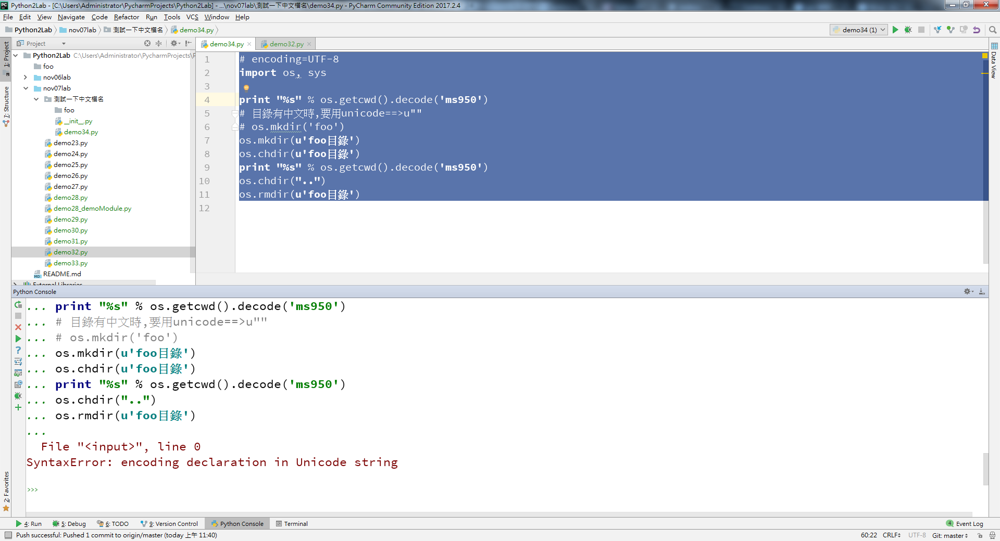 Python2Lab - [C:\Users\Administrator\PycharmProjects\Python2Lab] - ...\nov07lab\測試一下中文檔名\demo34.py - PyCharm Community Edition 2017.2.4
File Edit View Navigate Code Refactor Run Tools VCS Window Help
Python2Lab nov07lab 測試一下中文檔名 demo34.py
demo34 (1)
Project
demo34.py demo32.py
1: Project
7: Structure
2: Favorites
Data View
Python2Lab C:\Users\Administrator\PycharmProjects\P
foo
nov06lab
nov07lab
測試一下中文檔名
foo
__init__.py
demo34.py
demo23.py
demo24.py
demo25.py
demo26.py
demo27.py
demo28.py
demo28_demoModule.py
demo29.py
demo30.py
demo31.py
demo32.py
demo33.py
README.md
External Libraries
1 # encoding=UTF-8
2 import os, sys
3
4 print "%s" % os.getcwd().decode('ms950')
5 # 目錄有中文時,要用unicode==>u""
6 # os.mkdir('foo')
7 os.mkdir(u'foo目錄')
8 os.chdir(u'foo目錄')
9 print "%s" % os.getcwd().decode('ms950')
10 os.chdir("..")
11 os.rmdir(u'foo目錄')
12
Python Console
... print "%s" % os.getcwd().decode('ms950')
... # 目錄有中文時,要用unicode==>u""
... # os.mkdir('foo')
... os.mkdir(u'foo目錄')
... os.chdir(u'foo目錄')
... print "%s" % os.getcwd().decode('ms950')
... os.chdir("..")
... os.rmdir(u'foo目錄')
...
File "<input>", line 0
SyntaxError: encoding declaration in Unicode string
>>>
4: Run 5: Debug 6: TODO 9: Version Control Python Console Terminal 4 Event Log
Push successful: Pushed 1 commit to origin/master (today 上午 11:40) 60:22 CRLF UTF-8 Git: master